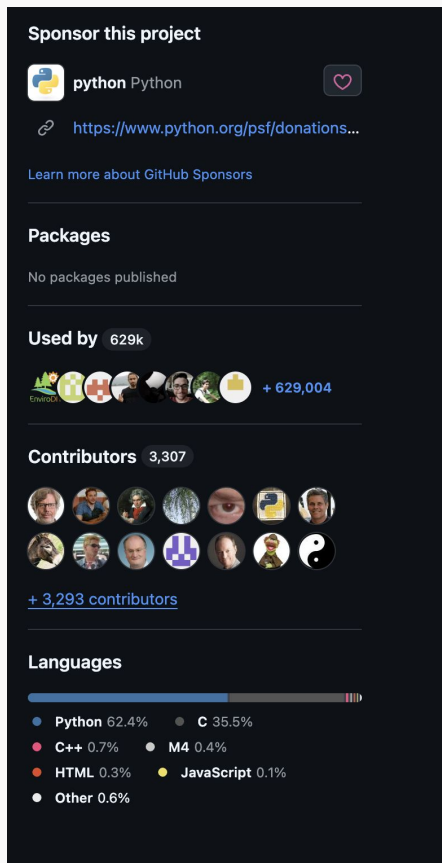 Sponsor this project
python Python
https://www.python.org/psf/donations...
Learn more about GitHub Sponsors
Packages
No packages published
Used by 629k
EnviroDI
+ 629,004
Contributors 3,307
+ 3,293 contributors
Languages
Python 62.4% C 35.5%
C++ 0.7% M4 0.4%
HTML 0.3% JavaScript 0.1%
Other 0.6%